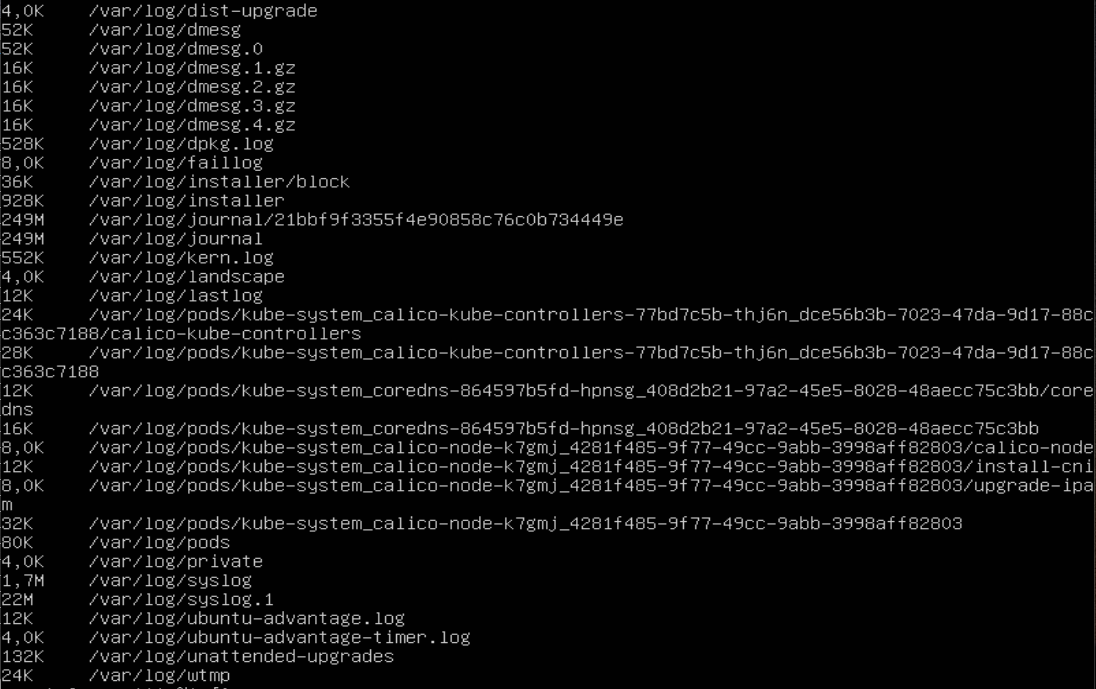 4,0K /var/log/dist-upgrade
52K /var/log/dmesg
52K /var/log/dmesg.0
16K /var/log/dmesg.1.gz
16K /var/log/dmesg.2.gz
16K /var/log/dmesg.3.gz
16K /var/log/dmesg.4.gz
528K /var/log/dpkg.log
8,0K /var/log/faillog
36K /var/log/installer/block
928K /var/log/installer
249M /var/log/journal/21bbf9f3355f4e90858c76c0b734449e
249M /var/log/journal
552K /var/log/kern.log
4,0K /var/log/landscape
12K /var/log/lastlog
24K /var/log/pods/kube-system_calico-kube-controllers-77bd7c5b-thj6n_dce56b3b-7023-47da-9d17-88c
c363c7188/calico-kube-controllers
28K /var/log/pods/kube-system_calico-kube-controllers-77bd7c5b-thj6n_dce56b3b-7023-47da-9d17-88c
c363c7188
12K /var/log/pods/kube-system_coredns-864597b5fd-hpnsg_408d2b21-97a2-45e5-8028-48aecc75c3bb/core
dns
16K /var/log/pods/kube-system_coredns-864597b5fd-hpnsg_408d2b21-97a2-45e5-8028-48aecc75c3bb
8,0K /var/log/pods/kube-system_calico-node-k7gmj_4281f485-9f77-49cc-9abb-3998aff82803/calico-node
12K /var/log/pods/kube-system_calico-node-k7gmj_4281f485-9f77-49cc-9abb-3998aff82803/install-cni
8,0K /var/log/pods/kube-system_calico-node-k7gmj_4281f485-9f77-49cc-9abb-3998aff82803/upgrade-ipa
m
32K /var/log/pods/kube-system_calico-node-k7gmj_4281f485-9f77-49cc-9abb-3998aff82803
80K /var/log/pods
4,0K /var/log/private
1,7M /var/log/syslog
22M /var/log/syslog.1
12K /var/log/ubuntu-advantage.log
4,0K /var/log/ubuntu-advantage-timer.log
132K /var/log/unattended-upgrades
24K /var/log/wtmp